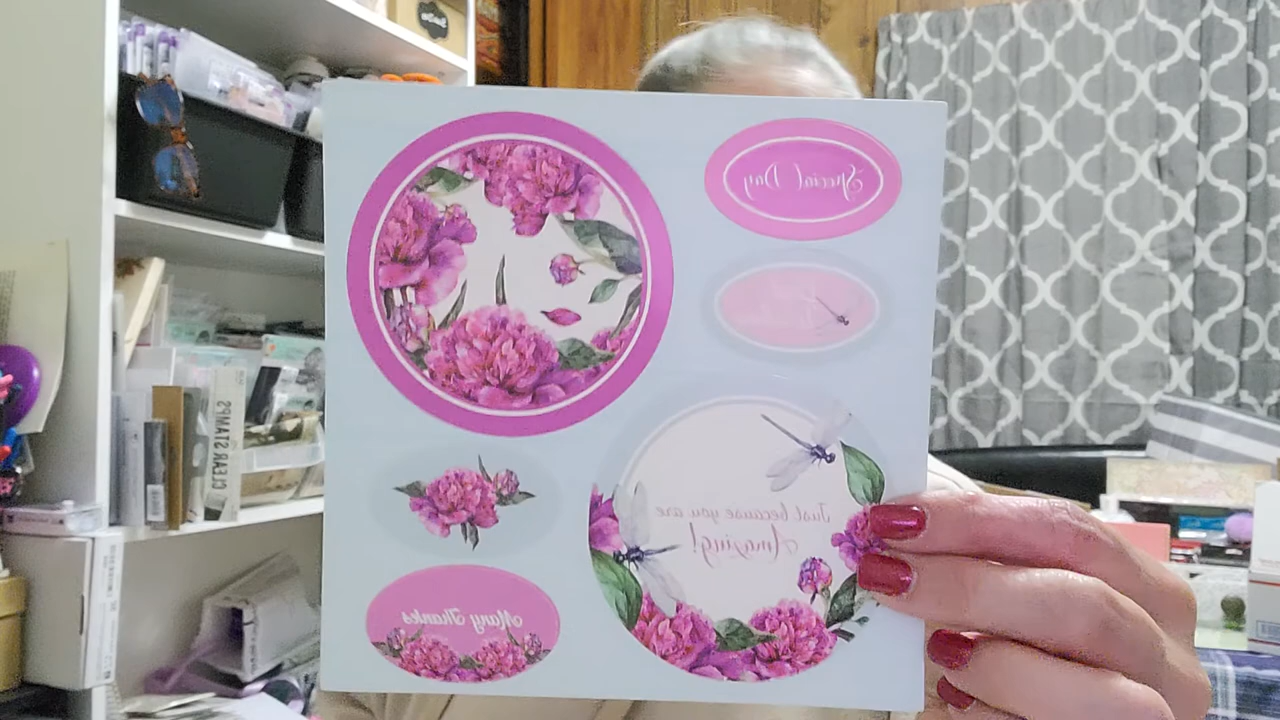 Special Day
Just because you are
Amazing!
Many Thanks
CLEAR STAMPS